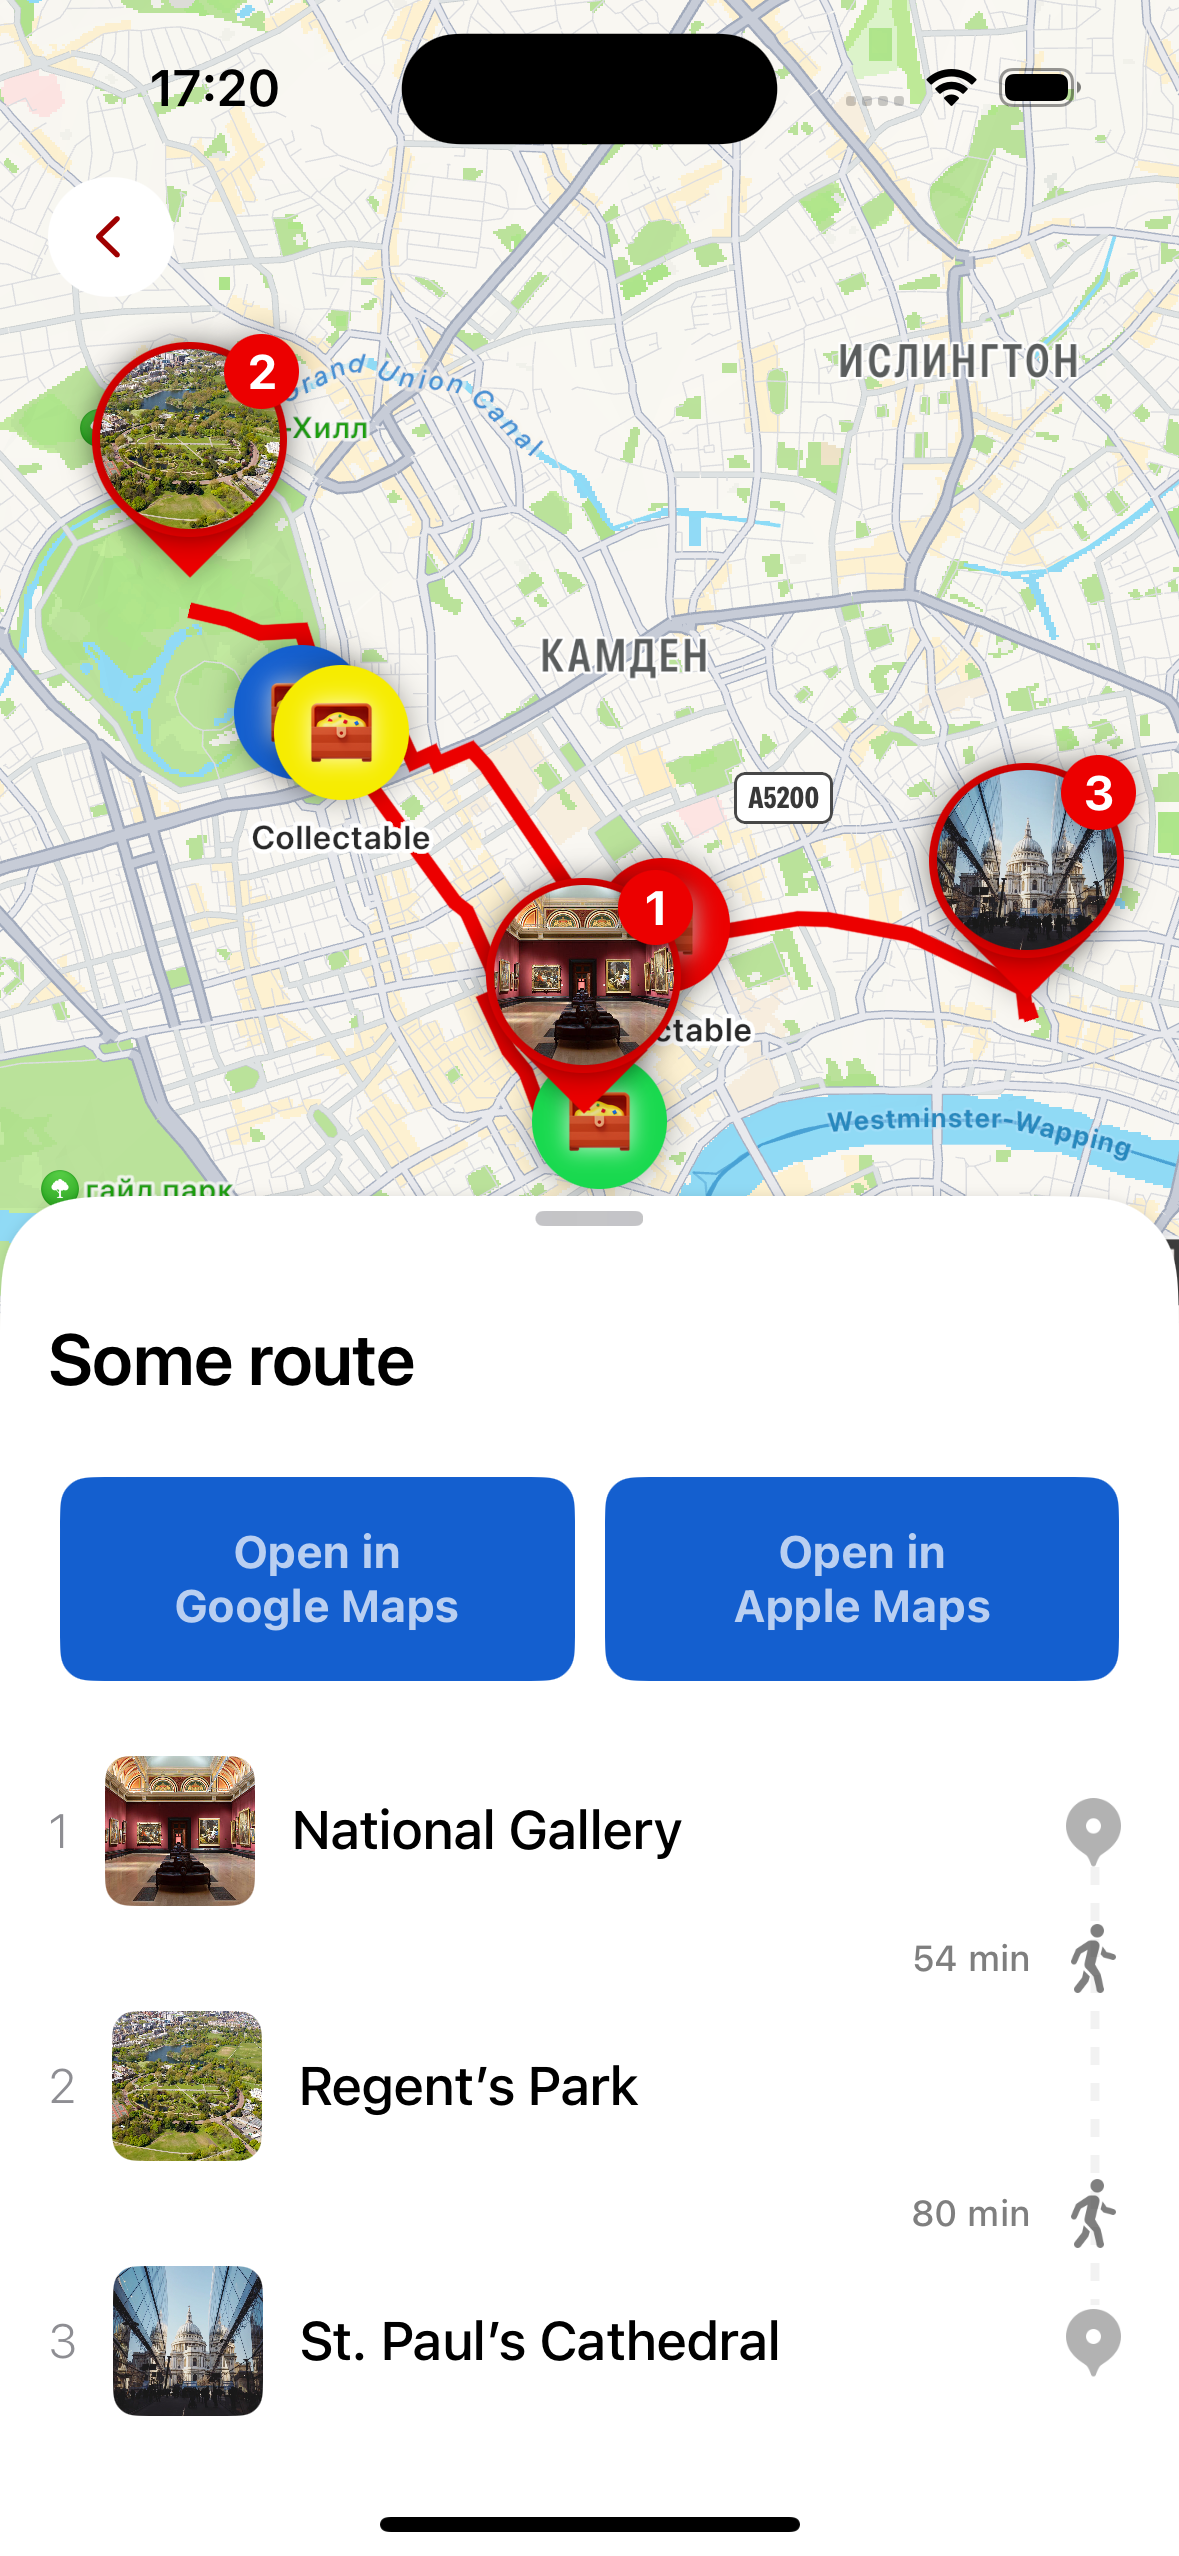 17:20
2
Grand Union Canal
-Хилл
ИСЛИНГТОН
КАМДЕН
A5200
3
Collectable
1
ctable
Westminster-Wapping
гайд парк
Some route
Open in
Google Maps
Open in
Apple Maps
1
National Gallery
54 min
2
Regent’s Park
80 min
3
St. Paul’s Cathedral